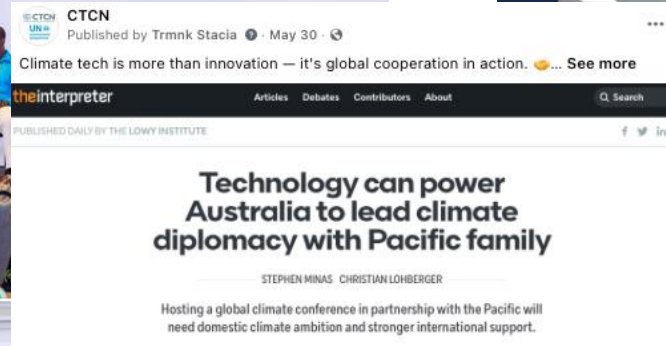 CTCN
UN
CTCN
Published by Trmnk Stacia · May 30 ·
Climate tech is more than innovation — it's global cooperation in action. 🤝... See more
theinterpreter
Articles Debates Contributors About
Search
PUBLISHED DAILY BY THE LOWY INSTITUTE
Technology can power
Australia to lead climate
diplomacy with Pacific family
STEPHEN MINAS CHRISTIAN LOHBERGER
Hosting a global climate conference in partnership with the Pacific will
need domestic climate ambition and stronger international support.